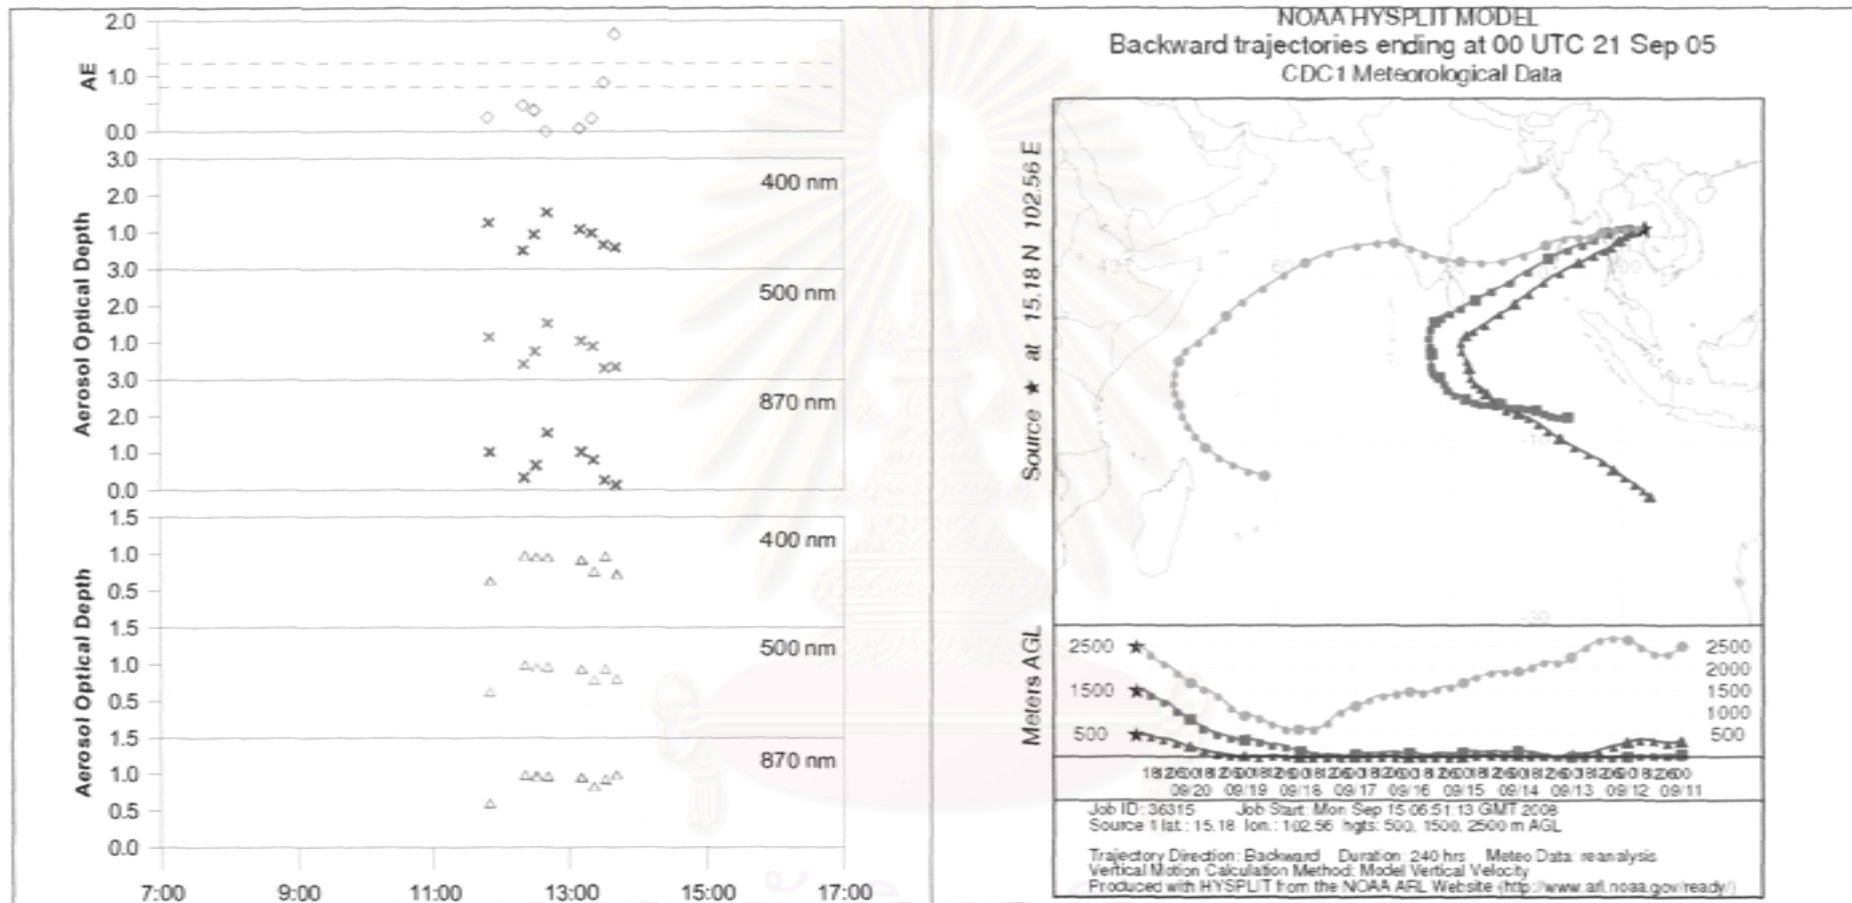 2.0
AE
1.0
0.0
3.0
400 nm
2.0
Aerosol Optical Depth
1.0
3.0
500 nm
2.0
1.0
3.0
870 nm
2.0
1.0
0.0
1.5
400 nm
1.0
Aerosol Optical Depth
0.5
1.5
500 nm
1.0
0.5
1.5
870 nm
1.0
0.5
0.0
7:00 9:00 11:00 13:00 15:00 17:00
NOAA HYSPLIT MODEL
Backward trajectories ending at 00 UTC 21 Sep 05
CDC1 Meteorological Data
Source ★ at 15.18 N 102.56 E
40
60
-10
-30
Meters AGL
2500 2500
2000
1500 1500
1000
500 500
09/20 09/19 09/18 09/17 09/16 09/15 09/14 09/13 09/12 09/11
Job ID: 36315 Job Start: Mon Sep 15 06:51:13 GMT 2008
Source 1 lat.: 15.18 lon.: 102.56 hgts: 500, 1500, 2500 m AGL
Trajectory Direction: Backward Duration: 240 hrs Meteo Data: reanalysis
Vertical Motion Calculation Method: Model Vertical Velocity
Produced with HYSPLIT from the NOAA ARL Website (http://www.arl.noaa.gov/ready/)